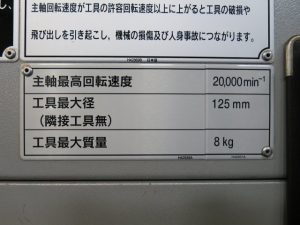 主軸回転速度が工具の許容回転速度以上に上がると工具の破損や
飛び出しを引き起こし、機械の損傷及び人身事故につながります。
日本語
主軸最高回転速度 20,000min⁻¹
工具最大径 125 mm
（隣接工具無）
工具最大質量 8 kg